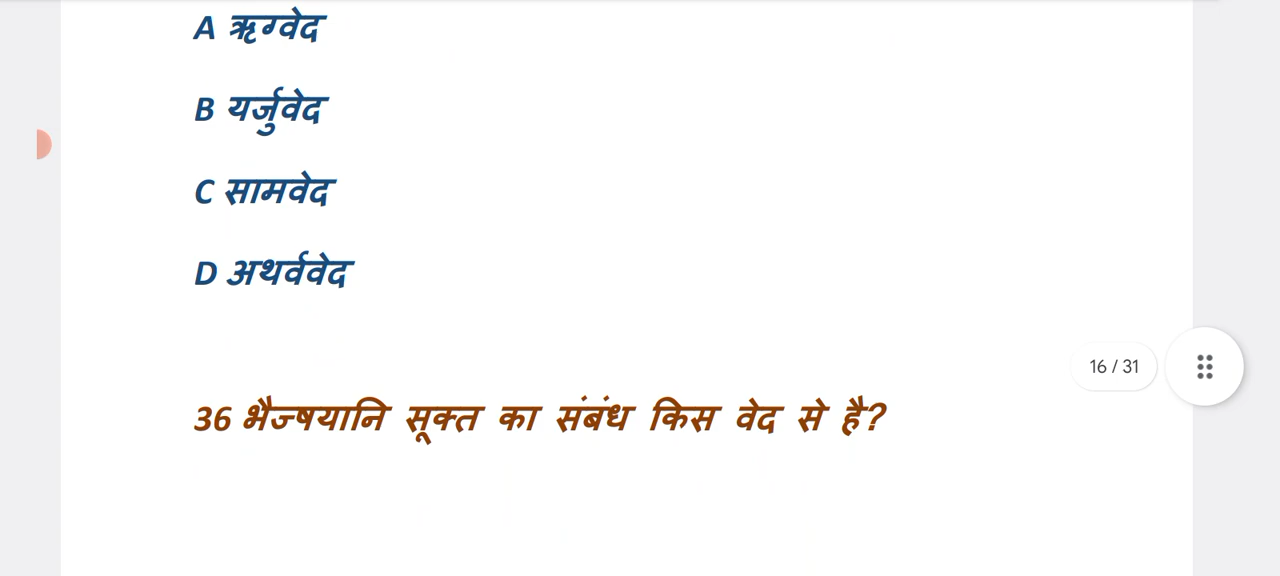 A ऋग्वेद
B यर्जुवेद
C सामवेद
D अथर्ववेद
16 / 31
36 भैज्षयानि सूक्त का संबंध किस वेद से है?